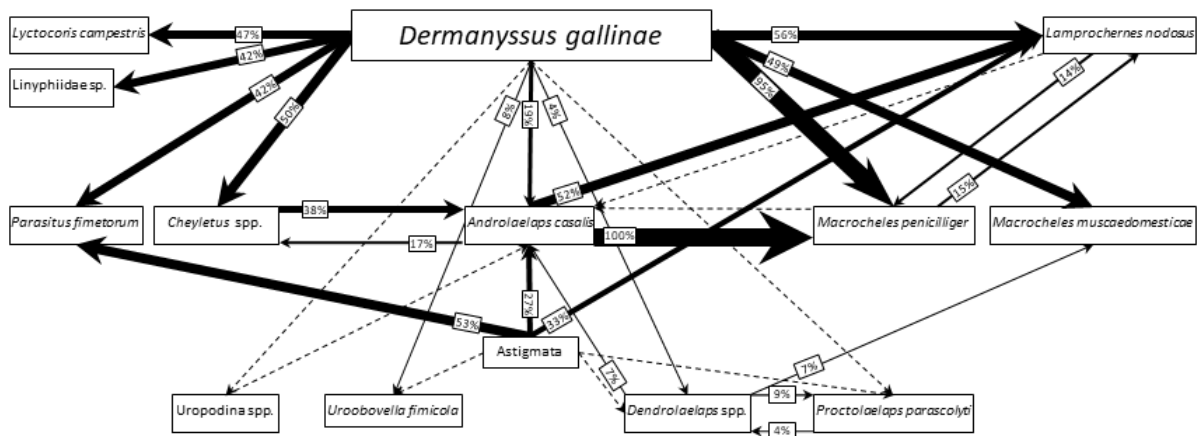 Dermanyssus gallinae
Lyctocoris campestris
47%
56%
Lamprochernes nodosus
42%
49%
Linyphiidae sp.
42%
95%
14%
50%
8%
19%
4%
52%
15%
Parasitus fimetorum
Cheyletus spp.
38%
Androlaelaps casalis
Macrocheles penicilliger
Macrocheles muscaedomesticae
17%
100%
27%
53%
33%
Astigmata
7%
7%
Uropodina spp.
Uroobovella fimicola
Dendrolaelaps spp.
9%
Proctolaelaps parascolyti
4%